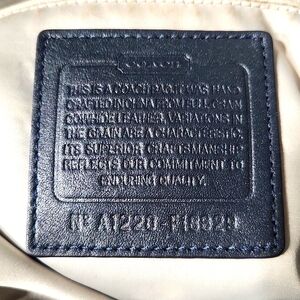 COACH
THIS IS A COACH BAG. IT WAS HAND
CRAFTED IN CHINA FROM FULL GRAIN
COWHIDE LEATHER. VARIATIONS IN
THE GRAIN ARE A CHARACTERISTIC.
ITS SUPERIOR CRAFTSMANSHIP
REFLECTS OUR COMMITMENT TO
ENDURING QUALITY.
Nº A1220-F16829